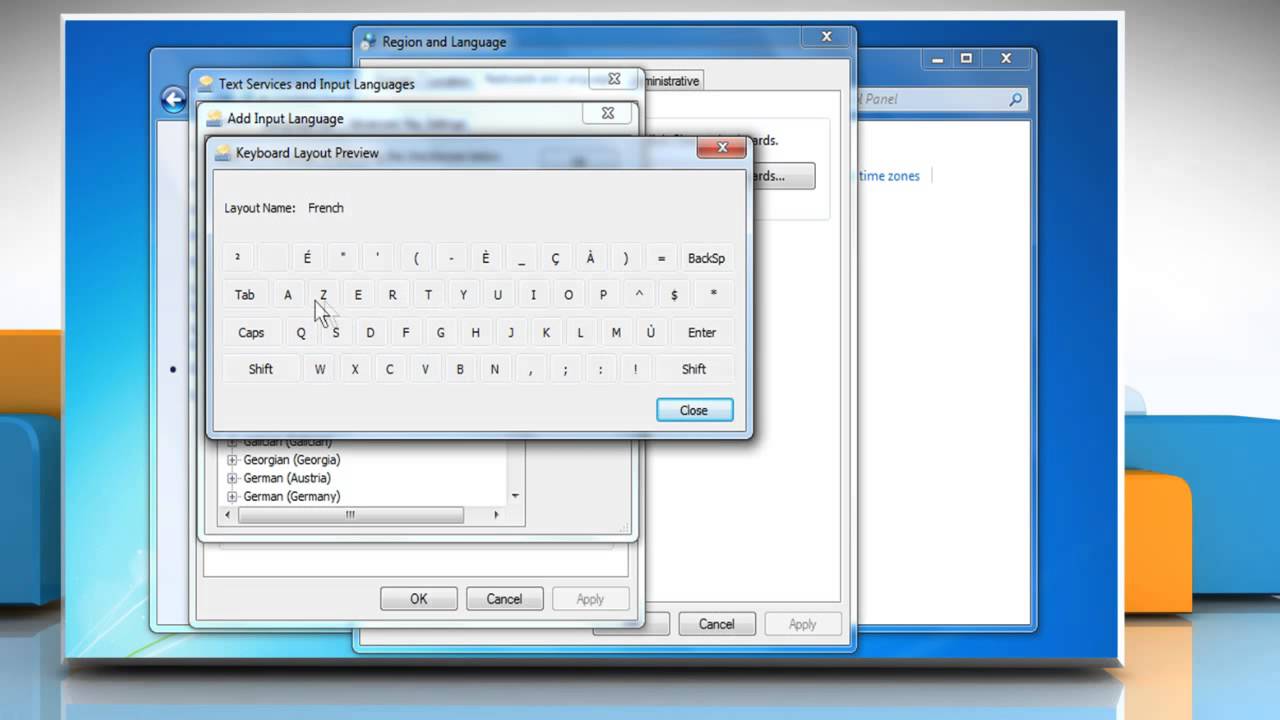 Region and Language
Text Services and Input Languages
ministrative
l Panel
Add Input Language
ards.
Keyboard Layout Preview
ards...
time zones
Layout Name: French
² É " ' ( - È _ Ç À ) = BackSp
Tab A Z E R T Y U I O P ^ $ *
Caps Q S D F G H J K L M Ù Enter
Shift W X C V B N , ; : ! Shift
Close
Galician (Galician)
Georgian (Georgia)
German (Austria)
German (Germany)
OK Cancel Apply
Cancel Apply